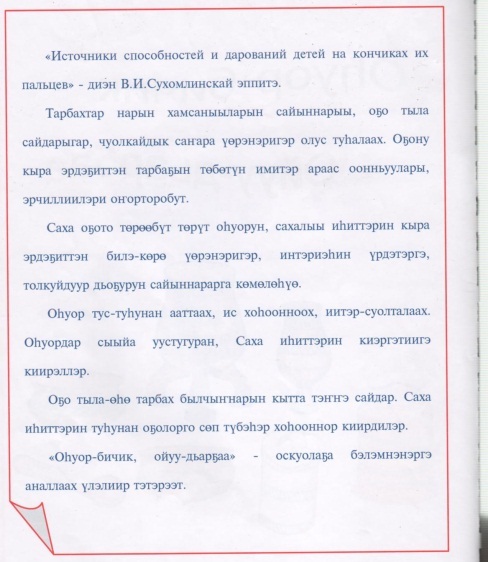 «Источники способностей и дарований детей на кончиках их
пальцев» - диэн В.И.Сухомлинскай эппитэ.
Тарбахтар нарын хамсаныыларын сайыннарыы, оҕо тыла
сайдарыгар, чуолкайдык саҥара үөрэнэригэр олус туһалаах. Оҕону
кыра эрдэҕиттэн тарбаҕын төбөтүн имитэр араас оонньуулары,
эрчиллиилэри оҥорторобут.
Саха оҕото төрөөбүт төрүт оһуорун, сахалыы иһиттэрин кыра
эрдэҕиттэн билэ-көрө үөрэнэригэр, интэриэһин үрдэтэргэ,
толкуйдуур дьоҕурун сайыннарарга көмөлөһүө.
Оһуор тус-туһунан ааттаах, ис хоһоонноох, иитэр-суолталаах.
Оһуордар сыыйа уустугуран, Саха иһиттэрин киэргэтиигэ
киирэллэр.
Оҕо тыла-өһө тарбах былчыҥнарын кытта тэҥҥэ сайдар. Саха
иһиттэрин туһунан оҕолорго сөп түбэһэр хоһооннор киирдилэр.
«Оһуор-бичик, ойуу-дьарҕаа» - оскуолаҕа бэлэмнэнэргэ
аналлаах үлэлиир тэтэрээт.